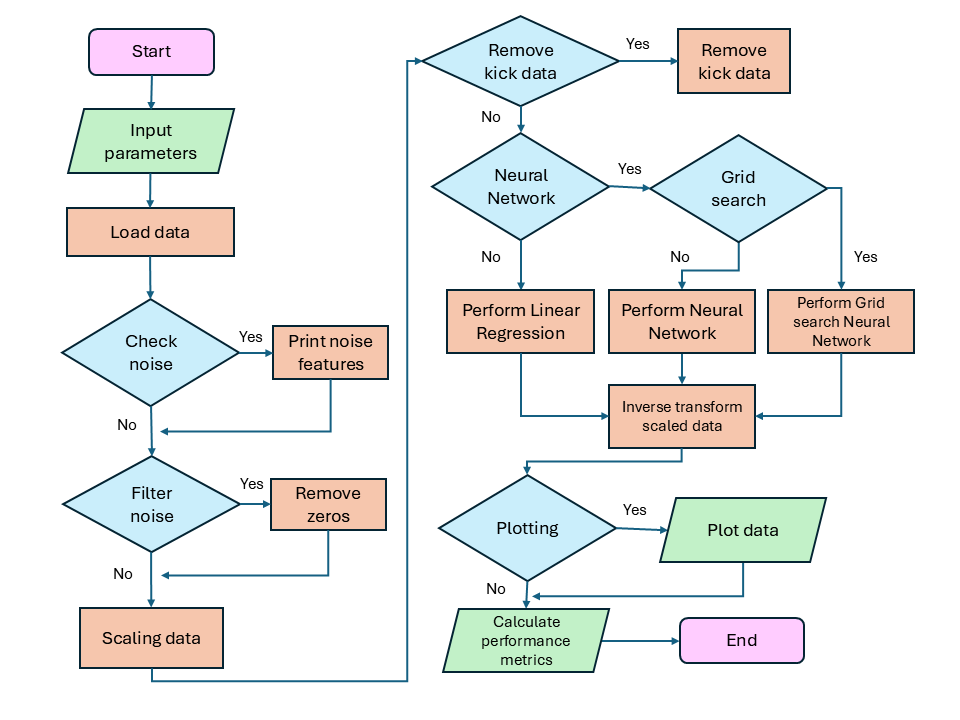 Start
Input
parameters
Load data
Check
noise
Yes
Print noise
features
No
Filter
noise
Yes
Remove
zeros
No
Scaling data
Remove
kick data
Yes
Remove
kick data
No
Neural
Network
Yes
Grid
search
No
No
Yes
Perform Linear
Regression
Perform Neural
Network
Perform Grid
search Neural
Network
Inverse transform
scaled data
Plotting
Yes
Plot data
No
Calculate
performance
metrics
End